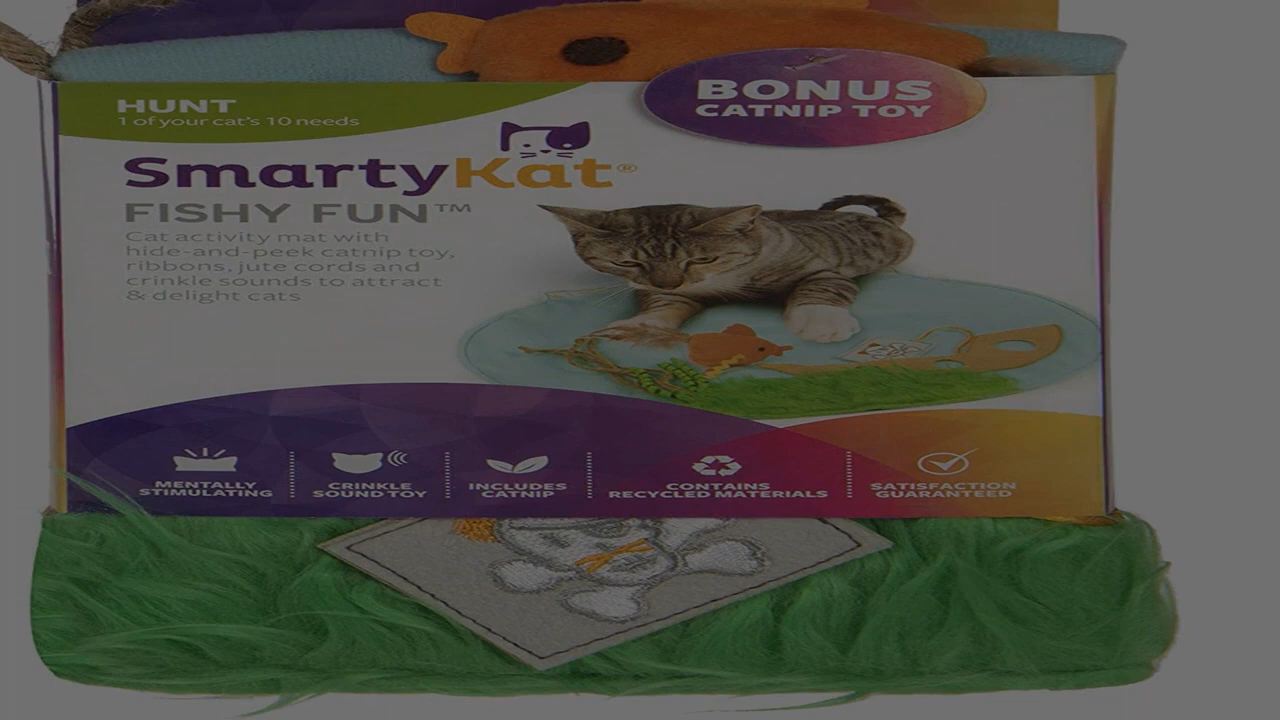 HUNT
1 of your cat's 10 needs
BONUS
CATNIP TOY
SmartyKat®
FISHY FUN™
Cat activity mat with
hide-and-peek catnip toy,
ribbons, jute cords and
crinkle sounds to attract
& delight cats
MENTALLY
STIMULATING
CRINKLE
SOUND TOY
INCLUDES
CATNIP
CONTAINS
RECYCLED MATERIALS
SATISFACTION
GUARANTEED